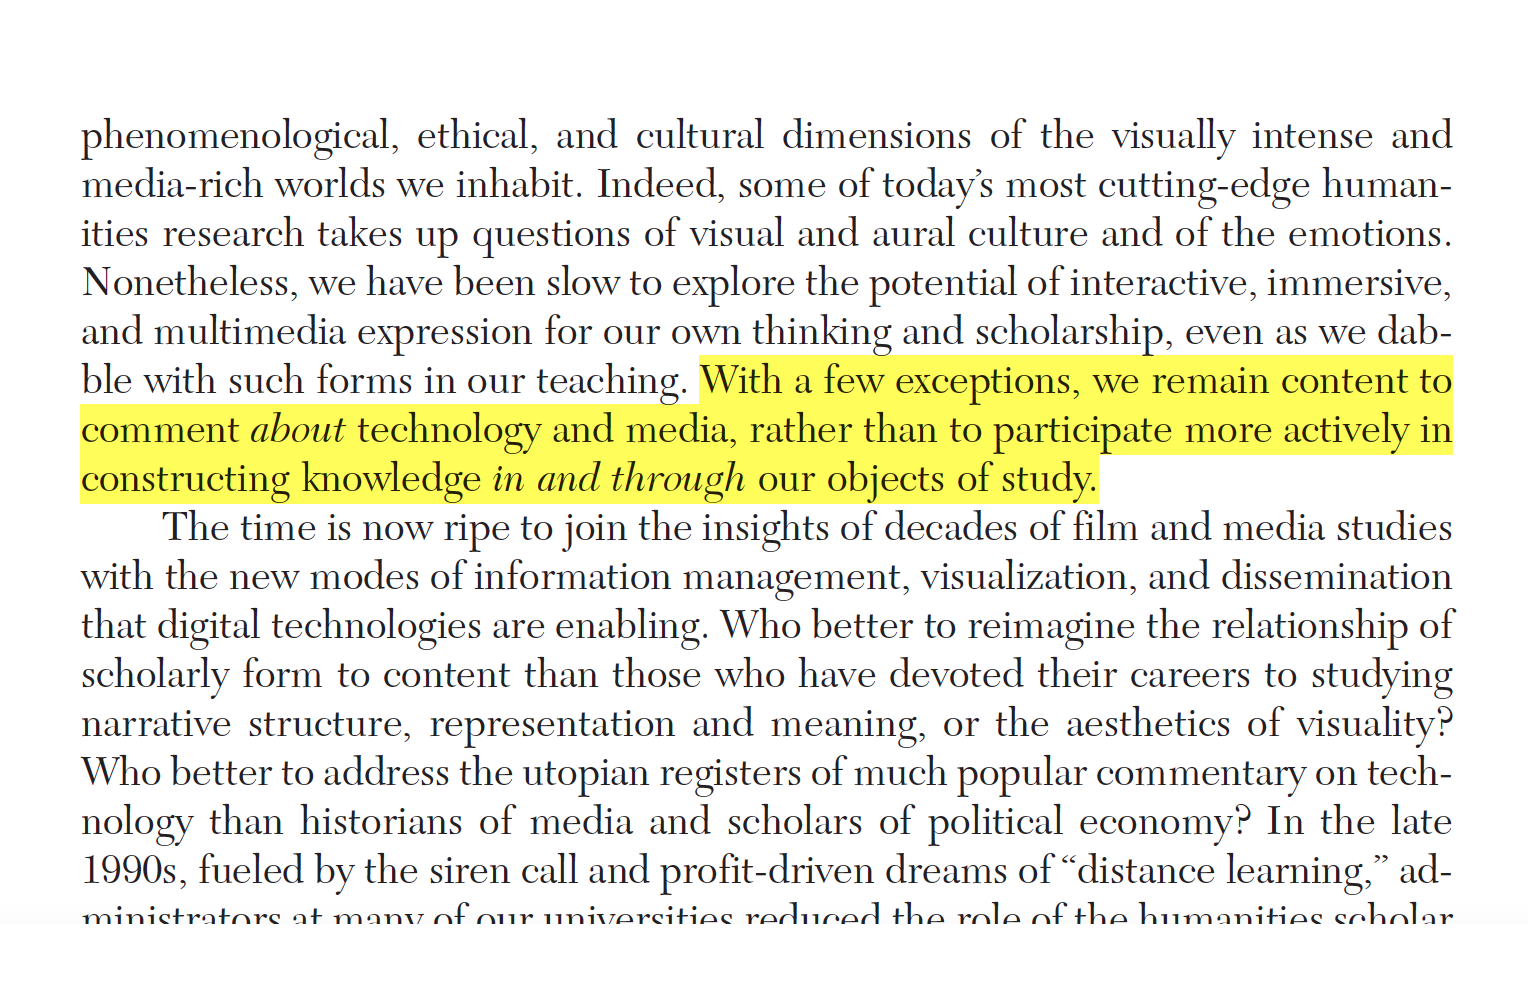 phenomenological, ethical, and cultural dimensions of the visually intense and
media-rich worlds we inhabit. Indeed, some of today’s most cutting-edge human-
ities research takes up questions of visual and aural culture and of the emotions.
Nonetheless, we have been slow to explore the potential of interactive, immersive,
and multimedia expression for our own thinking and scholarship, even as we dab-
ble with such forms in our teaching. With a few exceptions, we remain content to
comment about technology and media, rather than to participate more actively in
constructing knowledge in and through our objects of study.
The time is now ripe to join the insights of decades of film and media studies
with the new modes of information management, visualization, and dissemination
that digital technologies are enabling. Who better to reimagine the relationship of
scholarly form to content than those who have devoted their careers to studying
narrative structure, representation and meaning, or the aesthetics of visuality?
Who better to address the utopian registers of much popular commentary on tech-
nology than historians of media and scholars of political economy? In the late
1990s, fueled by the siren call and profit-driven dreams of “distance learning,” ad-
ministrators at many of our universities reduced the role of the humanities scholar